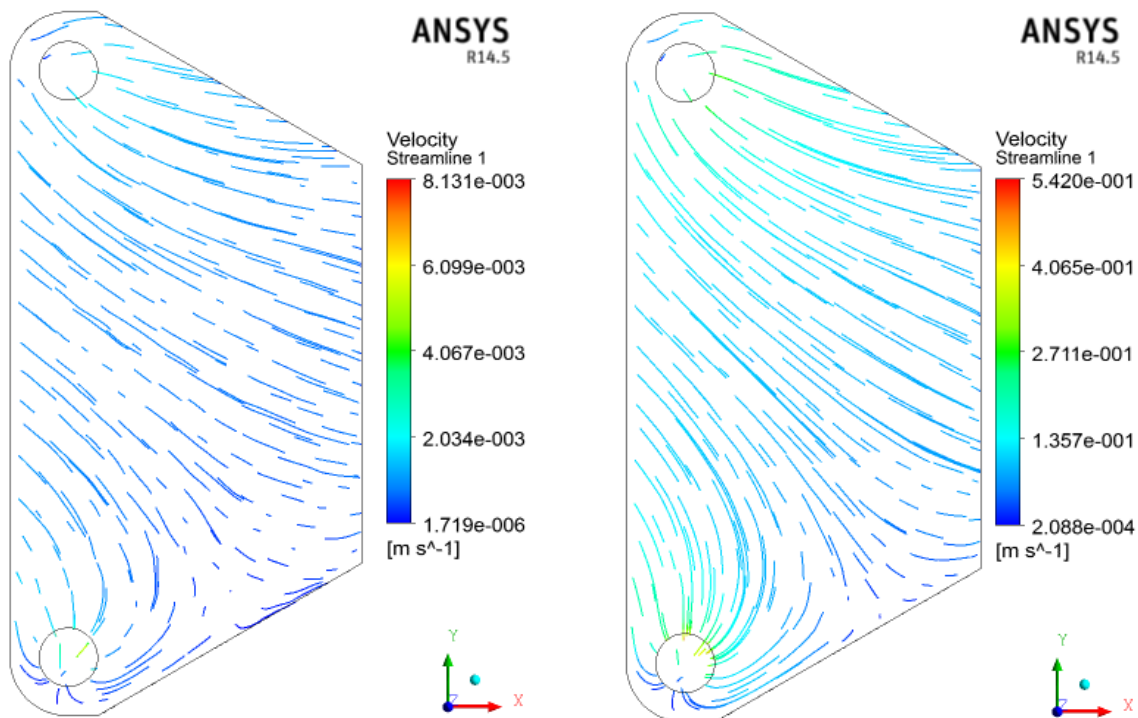 ANSYS
R14.5
Velocity
Streamline 1
8.131e-003
6.099e-003
4.067e-003
2.034e-003
1.719e-006
[m s^-1]
Y
Z
X
ANSYS
R14.5
Velocity
Streamline 1
5.420e-001
4.065e-001
2.711e-001
1.357e-001
2.088e-004
[m s^-1]
Y
Z
X